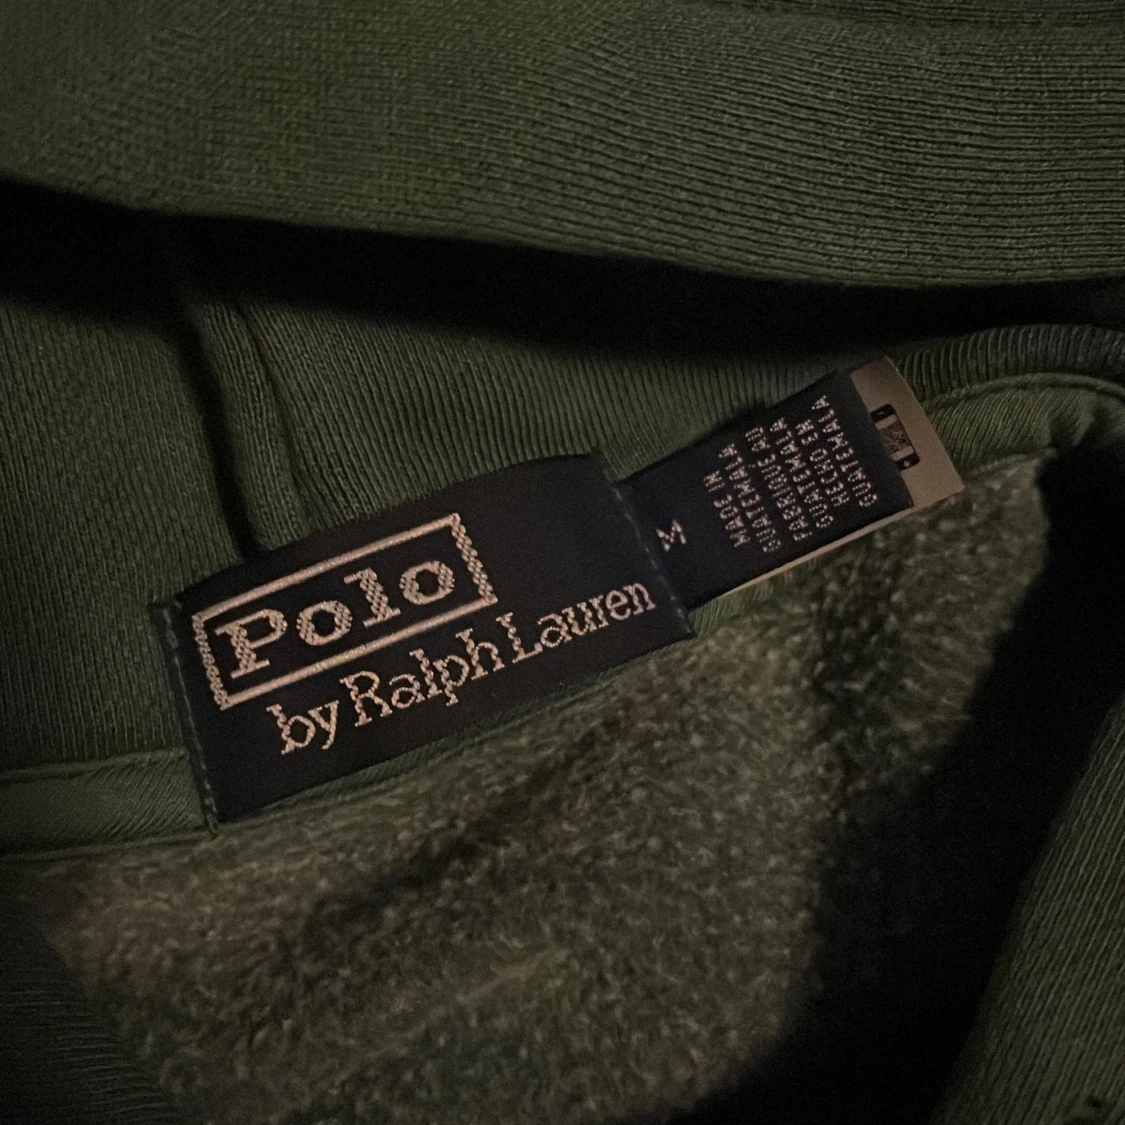 Polo
by Ralph Lauren
M
MADE IN
GUATEMALA
FABRIQUE AU
GUATEMALA
HECHO EN
GUATEMALA